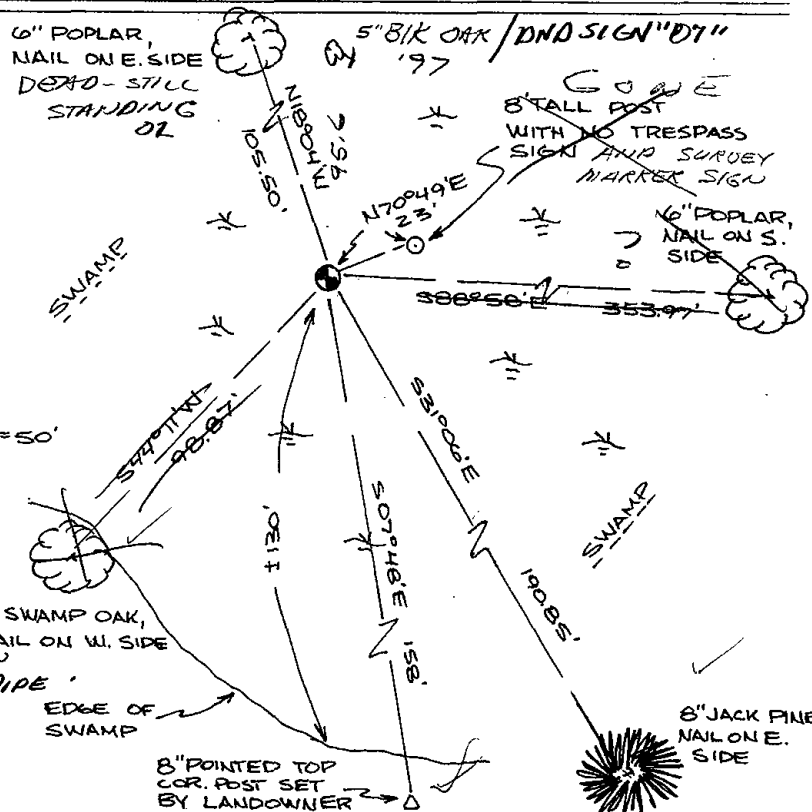 6" POPLAR,
NAIL ON E. SIDE
DEAD - STILL
STANDING
02
5" BLK OAK / DND SIGN "07"
'97
GONE
8' TALL POST
WITH NO TRESPASS
SIGN AND SURVEY
MARKER SIGN
N18°04'W
105.50'
N70°49'E
23'
6" POPLAR,
NAIL ON S.
SIDE
?
SWAMP
S88°58'E 353.97'
=50'
S44°11'W
98.87'
S31°06'E
190.85'
±130'
S07°48'E 158'
SWAMP
SWAMP OAK,
AIL ON W. SIDE
IPE
EDGE OF
SWAMP
8" POINTED TOP
COR. POST SET
BY LANDOWNER
8" JACK PINE
NAIL ON E.
SIDE